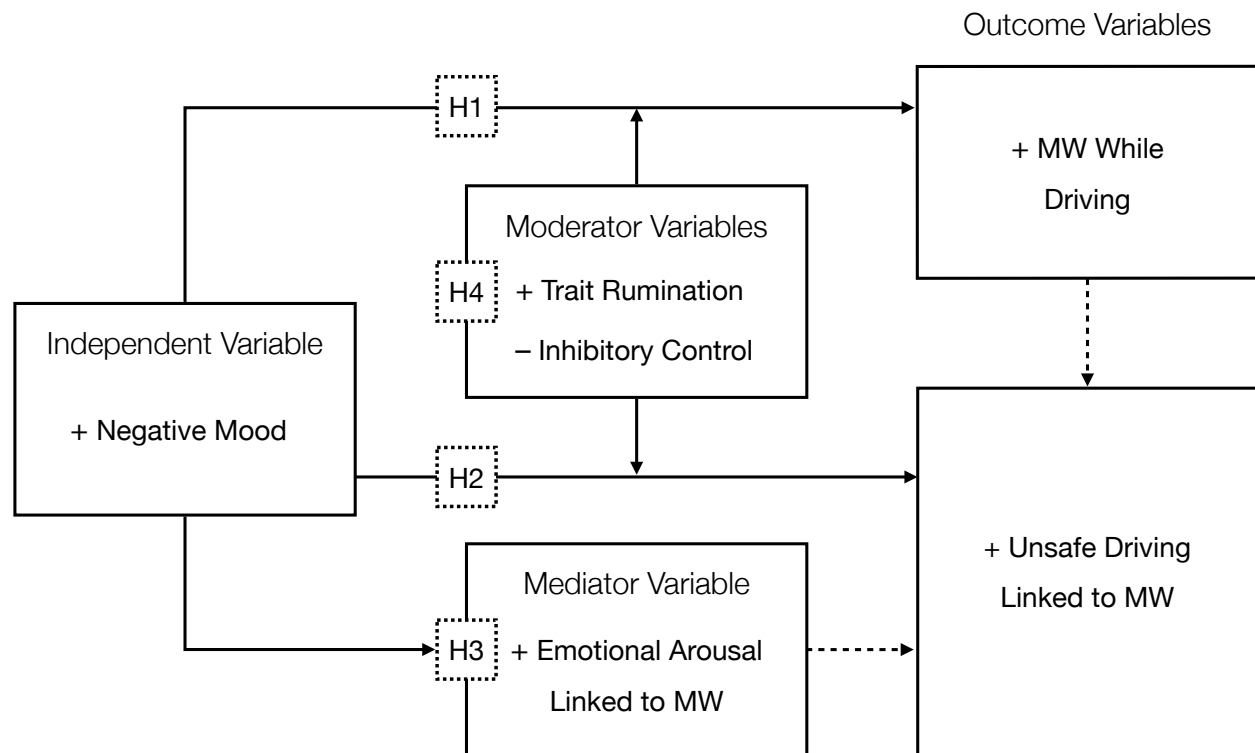 Outcome Variables
H1
+ MW While
Driving
Moderator Variables
H4
+ Trait Rumination
– Inhibitory Control
Independent Variable
+ Negative Mood
H2
+ Unsafe Driving
Linked to MW
Mediator Variable
H3
+ Emotional Arousal
Linked to MW